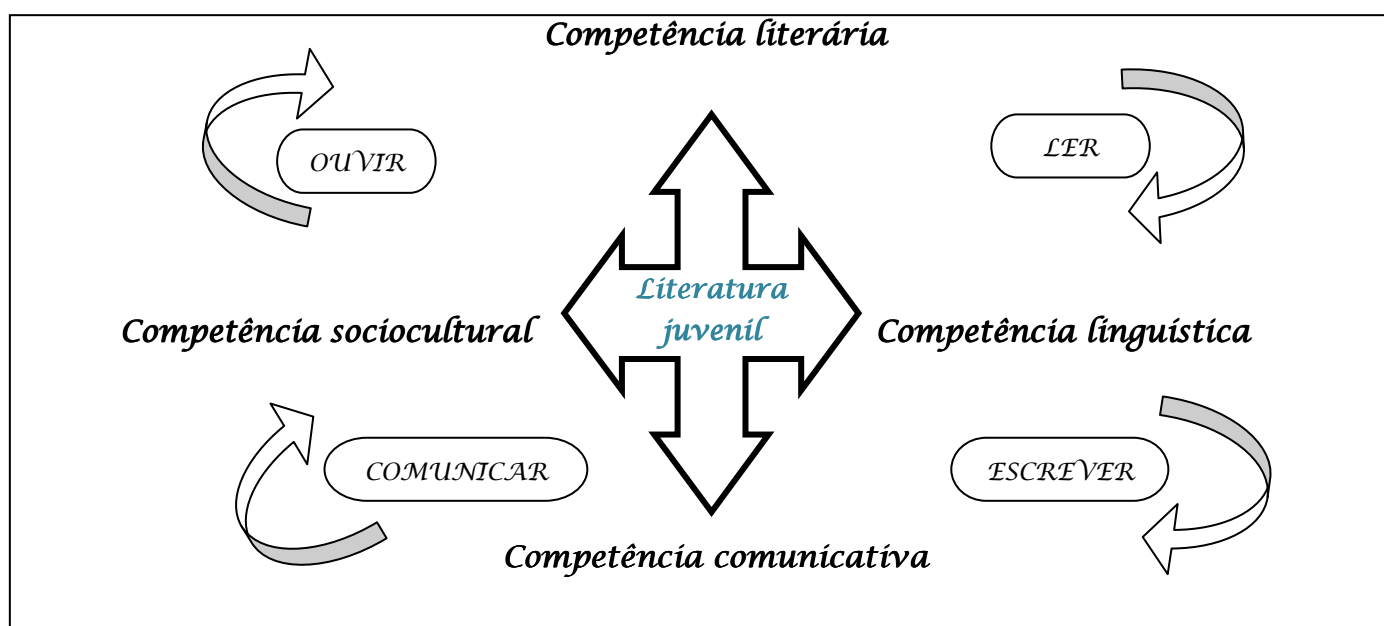 Competência literária
OUVIR
LER
Literatura
juvenil
Competência sociocultural
Competência linguística
COMUNICAR
ESCREVER
Competência comunicativa